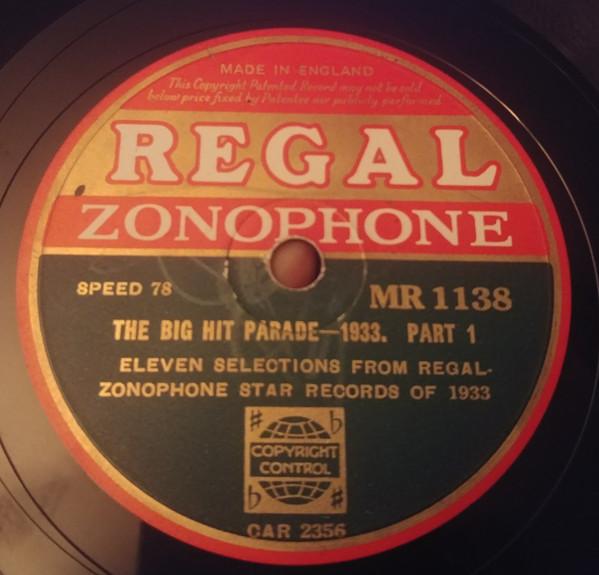 MADE IN ENGLAND
This Copyright Patented Record may not be sold
below price fixed by Patentee nor publicly performed
REGAL
ZONOPHONE
SPEED 78
MR 1138
THE BIG HIT PARADE—1933. PART 1
ELEVEN SELECTIONS FROM REGAL-
ZONOPHONE STAR RECORDS OF 1933
♯ ♭
COPYRIGHT
CONTROL
♭ ♯
CAR 2356